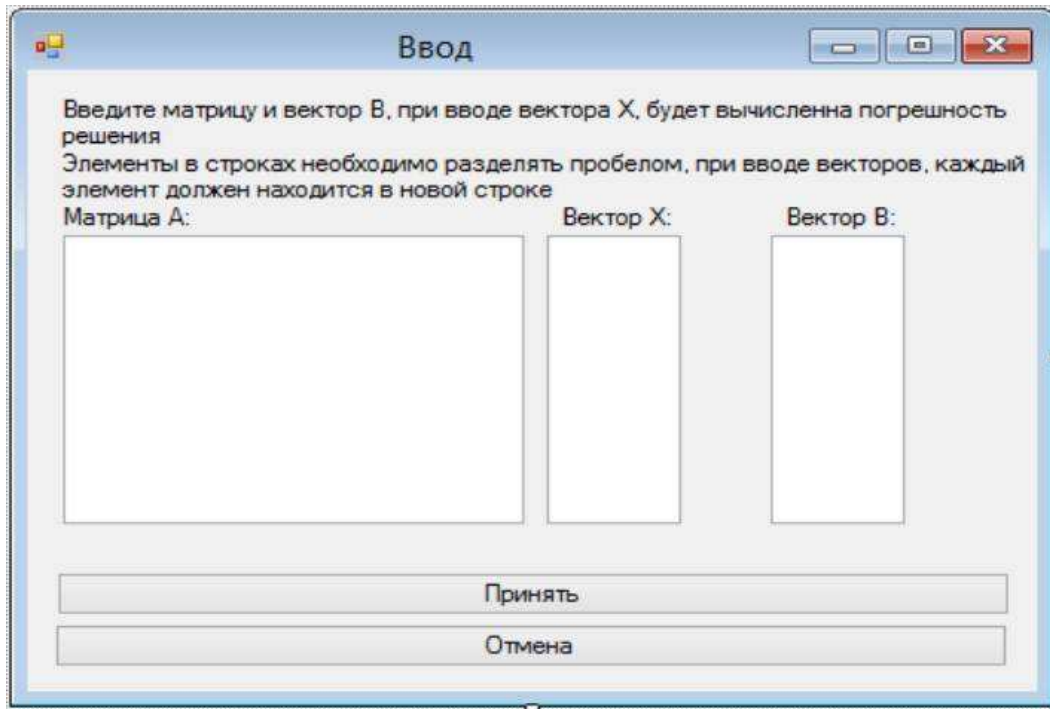 Ввод
Введите матрицу и вектор B, при вводе вектора X, будет вычисленна погрешность
решения
Элементы в строках необходимо разделять пробелом, при вводе векторов, каждый
элемент должен находится в новой строке
Матрица A: Вектор X: Вектор B:
Принять
Отмена